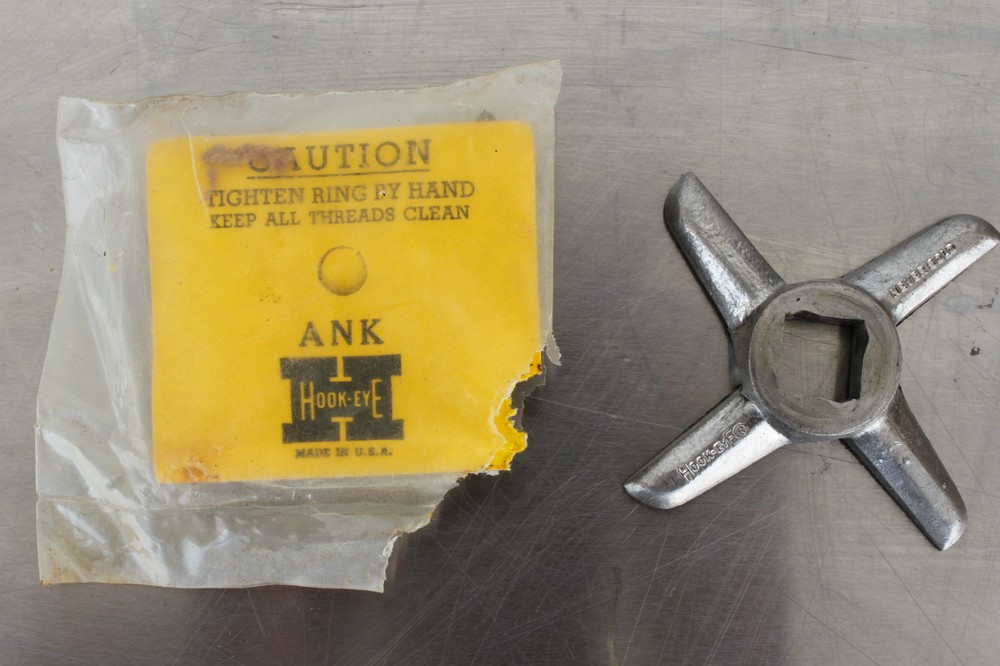 CAUTION
TIGHTEN RING BY HAND
KEEP ALL THREADS CLEAN
ANK
H
HOOK-EYE
MADE IN U.S.A.
HOOK-EYE®